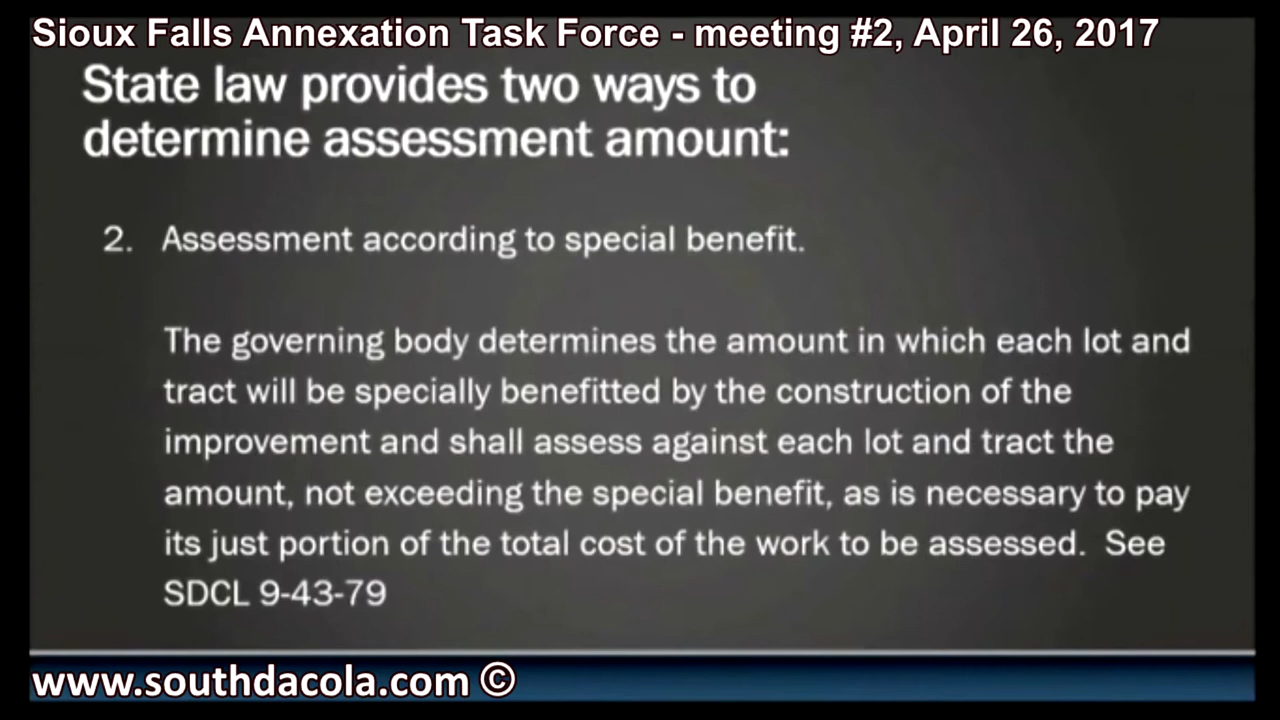 Sioux Falls Annexation Task Force - meeting #2, April 26, 2017
State law provides two ways to
determine assessment amount:
2. Assessment according to special benefit.
The governing body determines the amount in which each lot and
tract will be specially benefitted by the construction of the
improvement and shall assess against each lot and tract the
amount, not exceeding the special benefit, as is necessary to pay
its just portion of the total cost of the work to be assessed. See
SDCL 9-43-79
www.southdacola.com ©